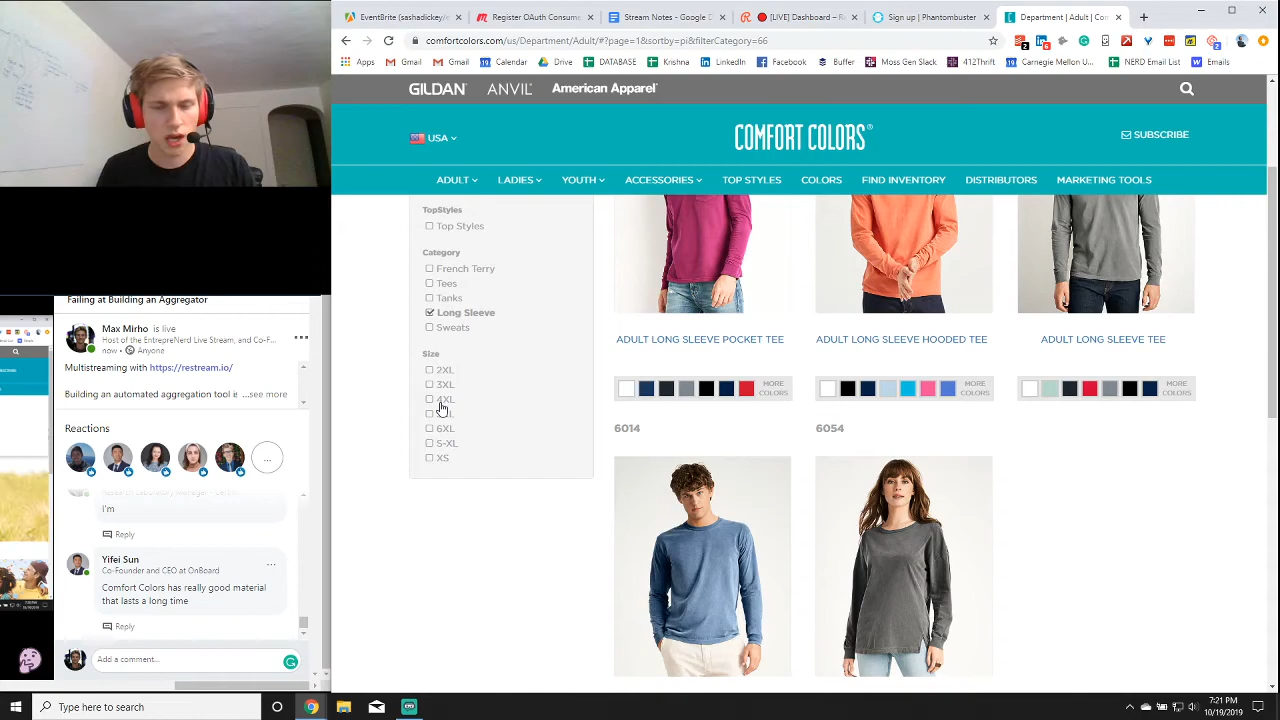 EventBrite (sashadickey/
Register OAuth Consum
Stream Notes - Google D
[LIVE] Dashboard – R
Sign up | Phantombuster
Department | Adult | Con
comfortcolors.com/us/Department/Adult/#?page=1&sortby=pi&filterCategory=66
Apps
Gmail
Gmail
Calendar
Drive
DATABASE
Krishna
LinkedIn
Facebook
Buffer
Moss Gen Slack
412Thrift
Carnegie Mellon U...
NERD Email List
Emails
GILDAN
ANVIL
American Apparel
USA
COMFORT COLORS
SUBSCRIBE
ADULT
LADIES
YOUTH
ACCESSORIES
TOP STYLES
COLORS
FIND INVENTORY
DISTRIBUTORS
MARKETING TOOLS
TopStyles
Top Styles
Category
French Terry
Tees
Tanks
Long Sleeve
Sweats
Size
2XL
3XL
4XL
6XL
S-XL
XS
ADULT LONG SLEEVE POCKET TEE
ADULT LONG SLEEVE HOODED TEE
ADULT LONG SLEEVE TEE
MORE
COLORS
MORE
COLORS
MORE
COLORS
6014
6054
Failing at Building an Aggregator
Max Mirho is live
Host of the EntrepreNerd Live Stream, and Co-F...
now • Anyone
Multistreaming with https://restream.io/
Building an automated aggregation tool is ...see more
Reactions
I'm
Reply
Yifei Sun
Co-Founder and CEO at OnBoard
Comfort Colors has really good material
that lasts a long time
Reply
Add a comment...
Type here to search
7:21 PM
10/19/2019